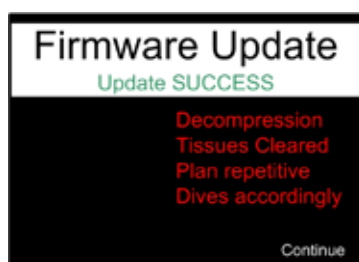 Firmware Update
Update SUCCESS
Decompression
Tissues Cleared
Plan repetitive
Dives accordingly
Continue